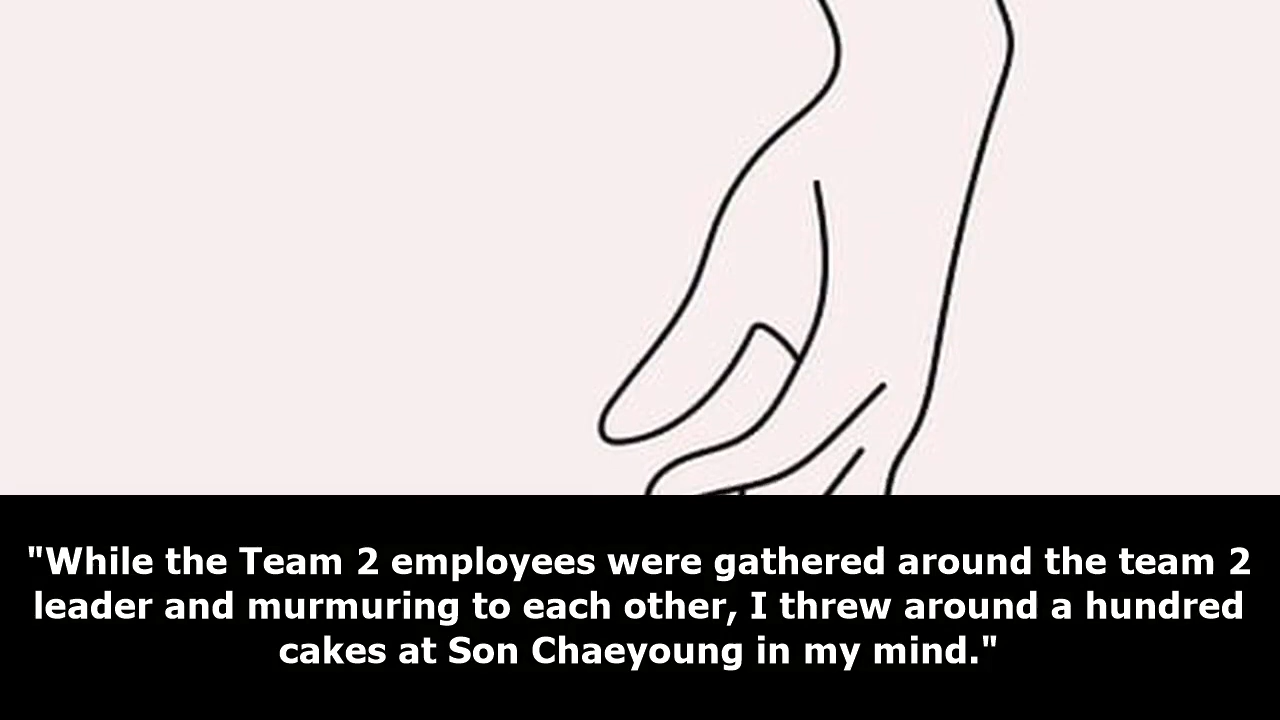 "While the Team 2 employees were gathered around the team 2
leader and murmuring to each other, I threw around a hundred
cakes at Son Chaeyoung in my mind."